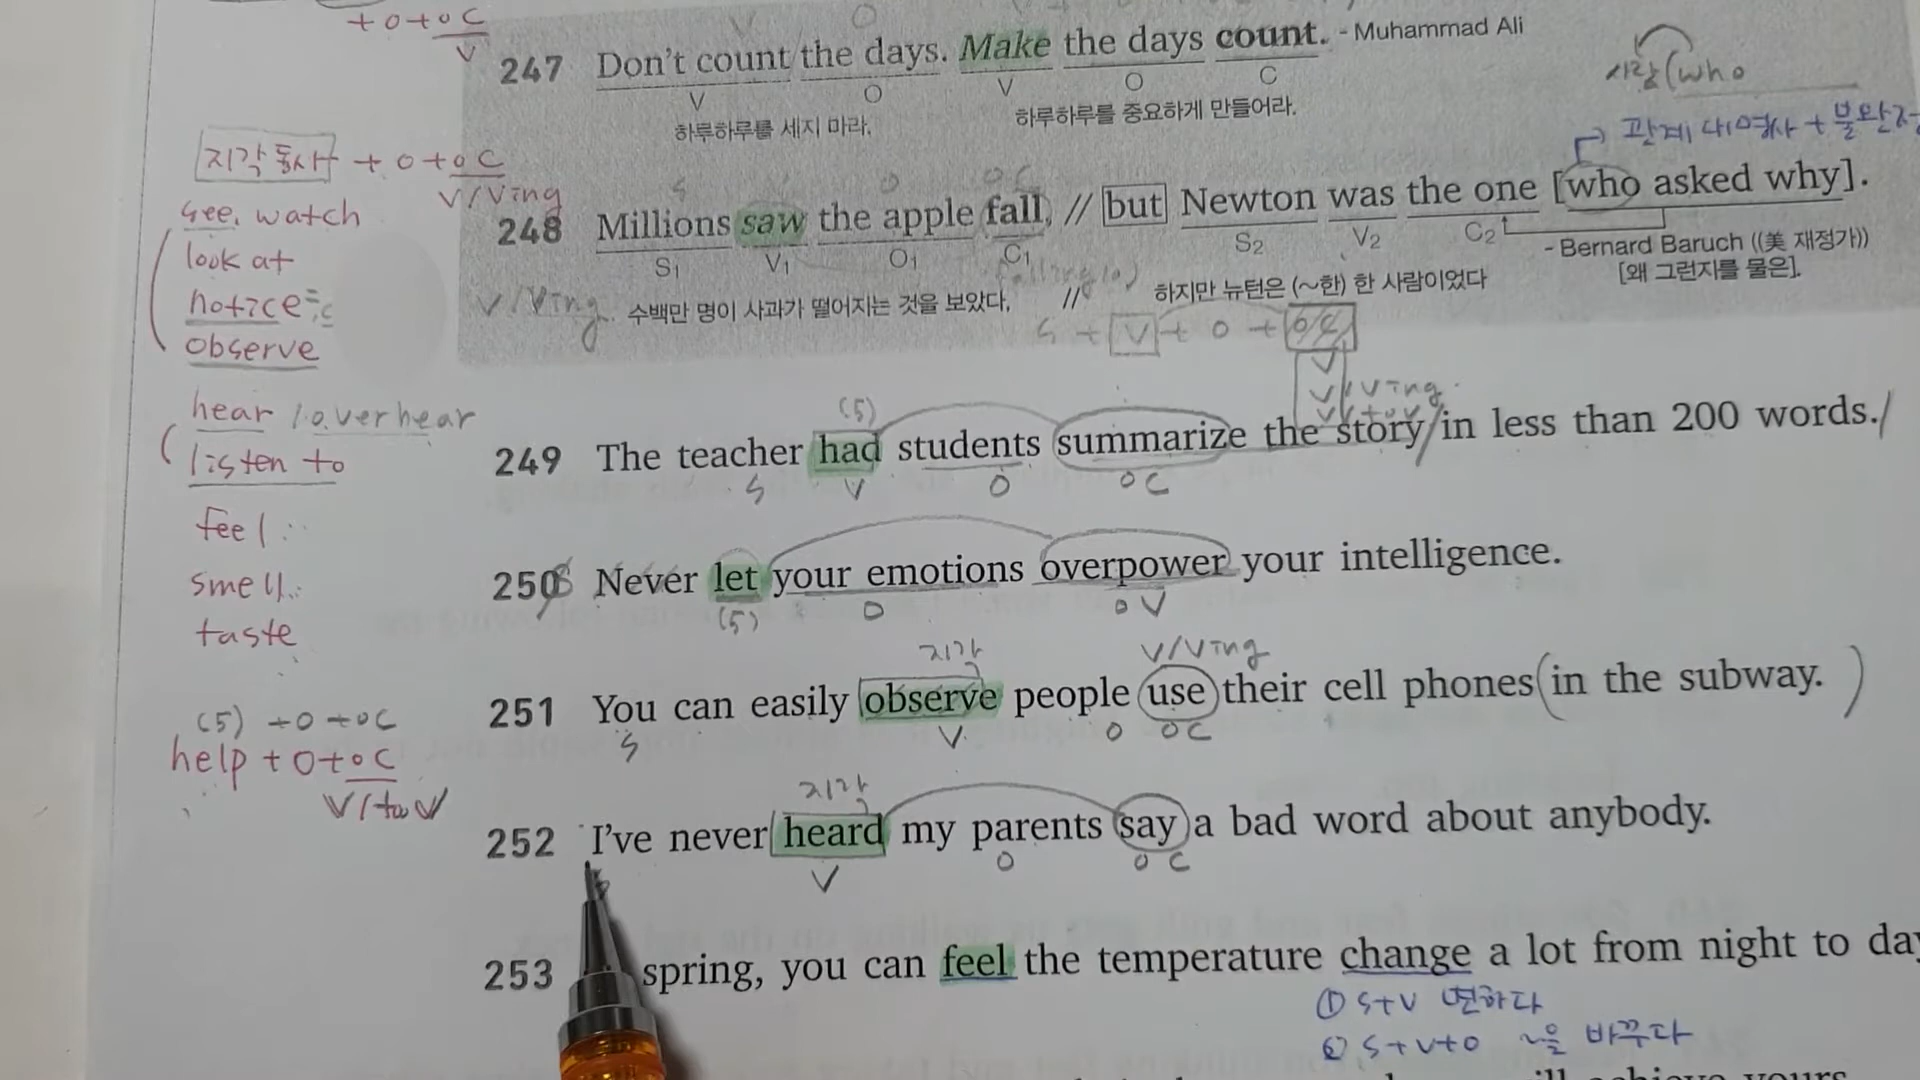 + o + o c
V
247 Don't count the days. Make the days count. - Muhammad Ali
V O V O C
하루하루를 세지 마라. 하루하루를 중요하게 만들어라.
사람(who
관계대명사 + 불완전
지각동사 + o + o c
V/Ving
see, watch
look at
notice
observe
hear / overhear
listen to
feel
smell
taste
(5) + o + o c
help + o + o c
V/to V
S O O C
248 Millions saw the apple fall, // but Newton was the one [who asked why].
S₁ V₁ O₁ C₁ S₂ V₂ C₂
- Bernard Baruch ((美 재정가))
V/Ving 수백만 명이 사과가 떨어지는 것을 보았다, // 하지만 뉴턴은 (~한) 한 사람이었다 [왜 그런지를 물은].
S + V + O + O C
V
V/Ving
V/to V
(5)
249 The teacher had students summarize the story / in less than 200 words. /
S V O O C
250 Never let your emotions overpower your intelligence.
(5) O O V
지각 V/Ving
251 You can easily observe people use their cell phones (in the subway. )
S V O O C
지각
252 I've never heard my parents say a bad word about anybody.
V O O C
253 spring, you can feel the temperature change a lot from night to day
① S+V 변하다
② S+V+O ~을 바꾸다